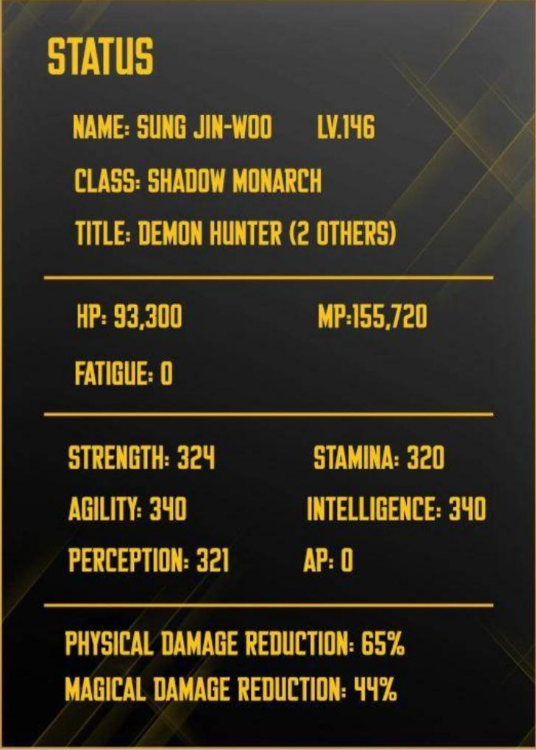 STATUS
NAME: SUNG JIN-WOO LV.146
CLASS: SHADOW MONARCH
TITLE: DEMON HUNTER (2 OTHERS)
HP: 93,300 MP:155,720
FATIGUE: 0
STRENGTH: 324 STAMINA: 320
AGILITY: 340 INTELLIGENCE: 340
PERCEPTION: 321 AP: 0
PHYSICAL DAMAGE REDUCTION: 65%
MAGICAL DAMAGE REDUCTION: 44%